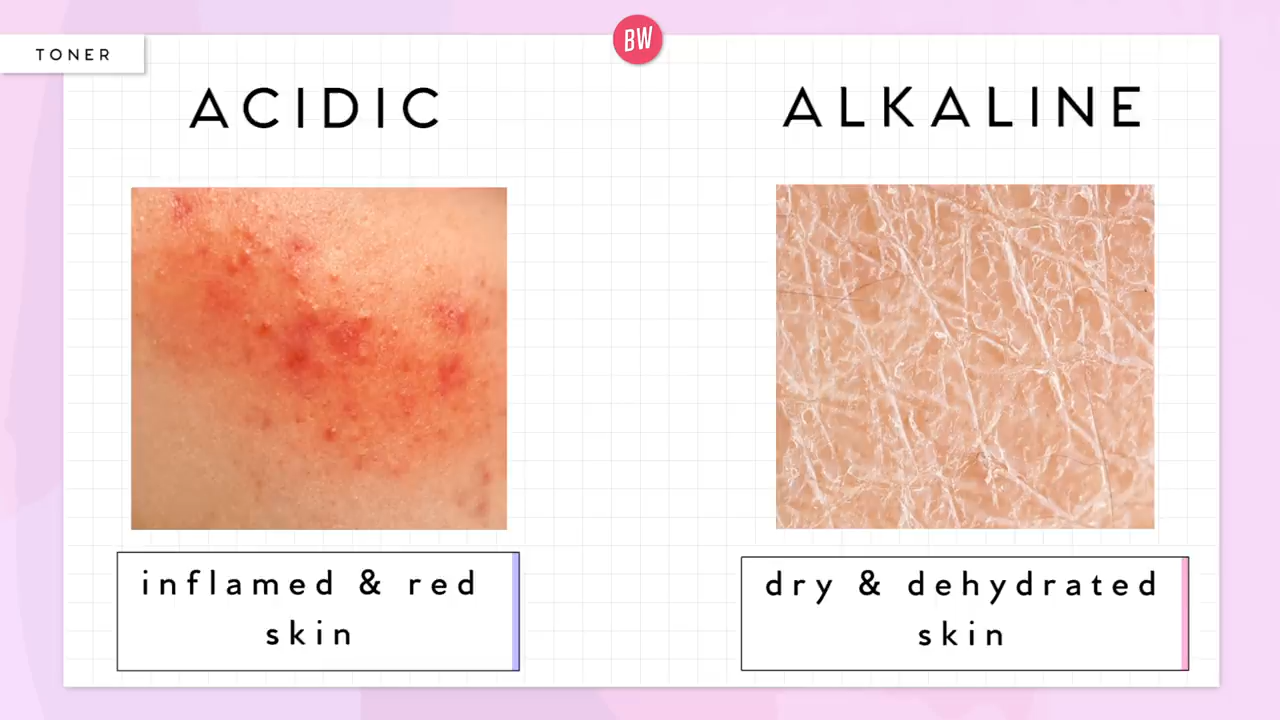 TONER
BW
ACIDIC
ALKALINE
inflamed & red
skin
dry & dehydrated
skin